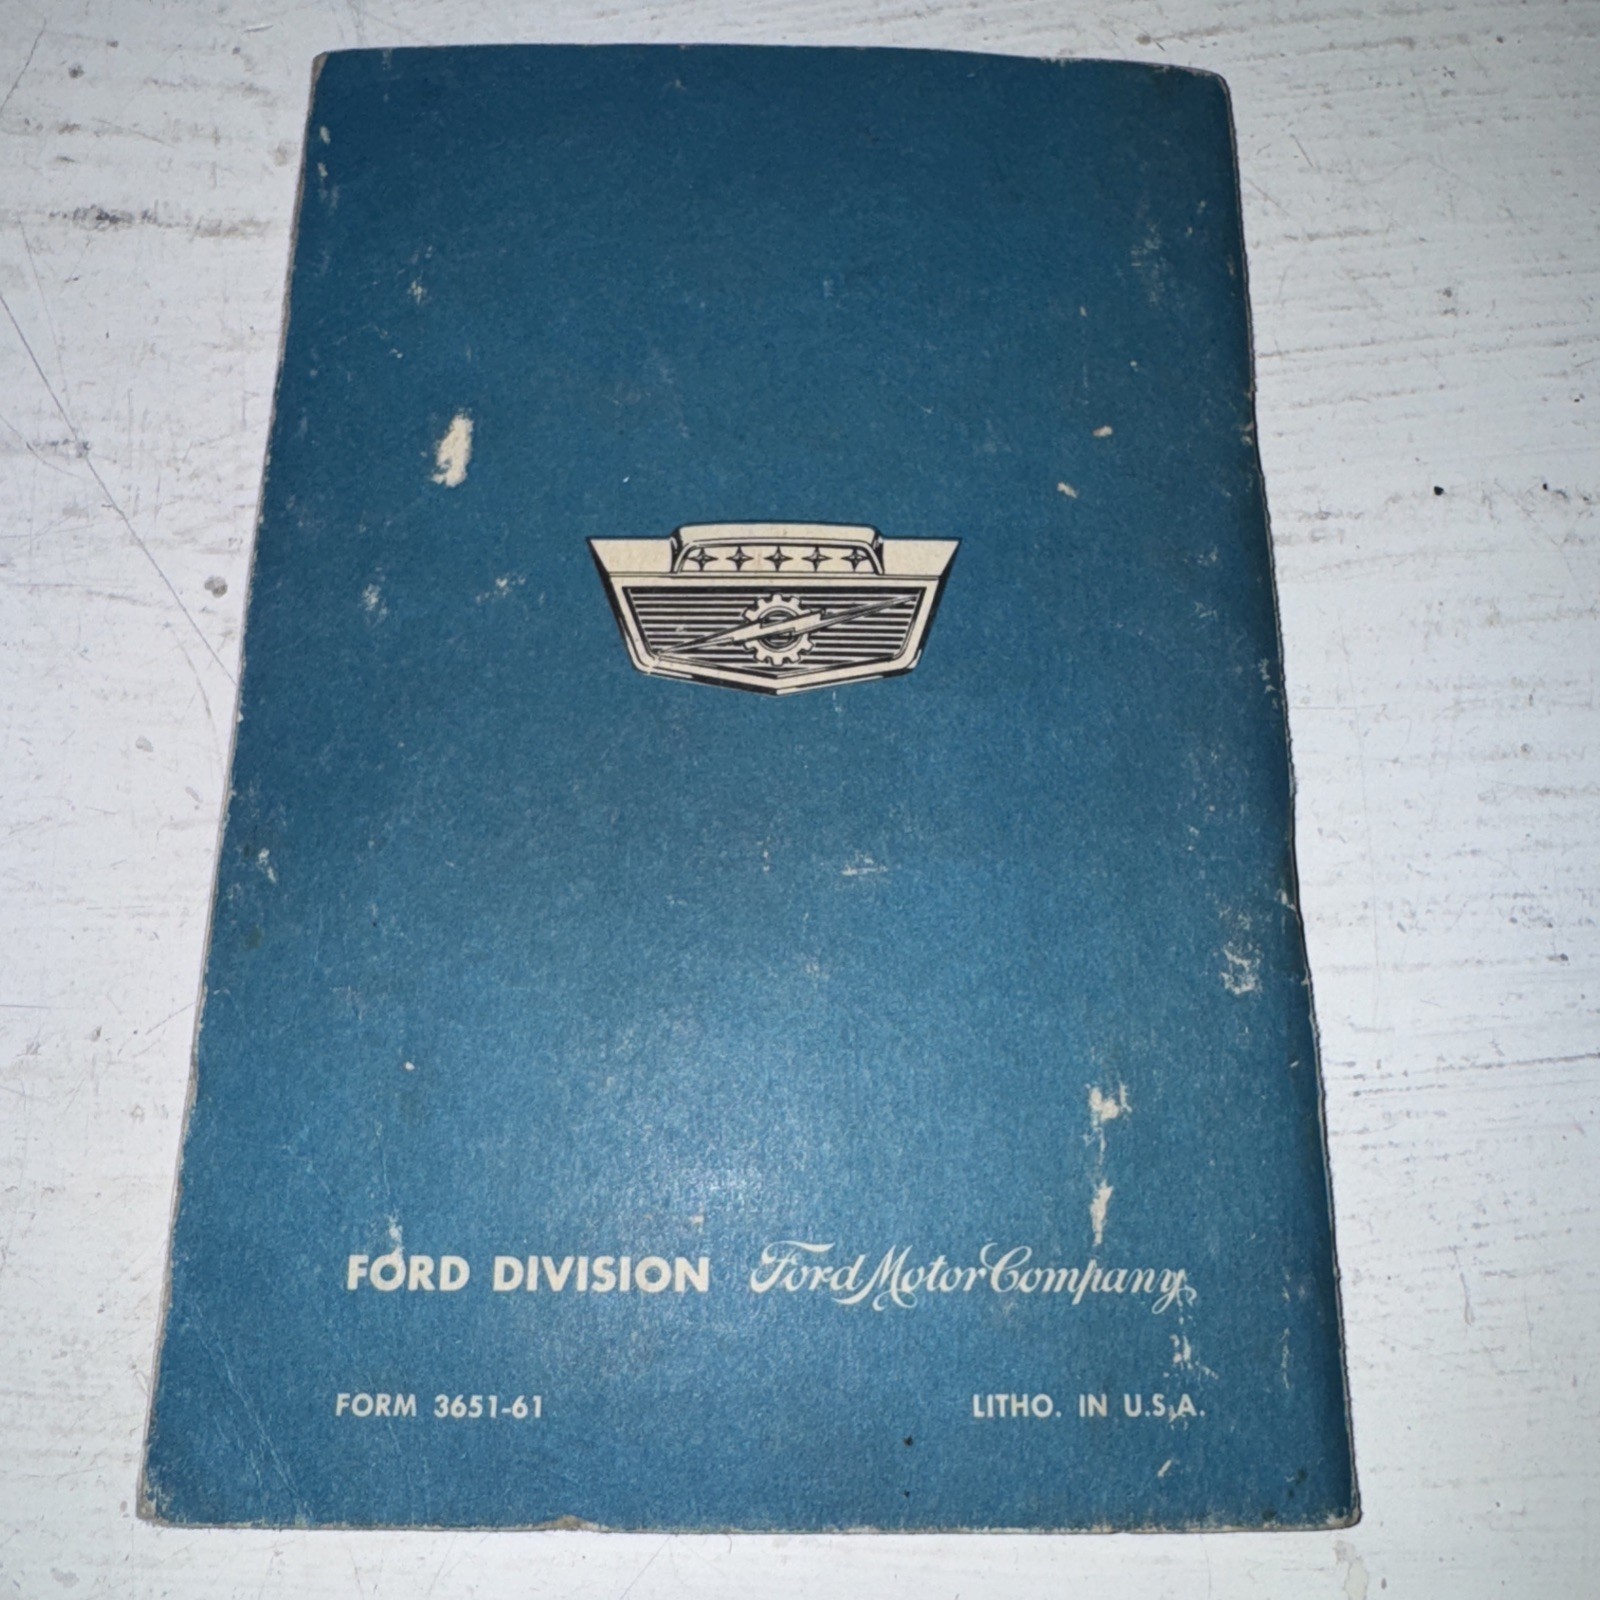 FORD DIVISION Ford Motor Company
FORM 3651-61 LITHO. IN U.S.A.